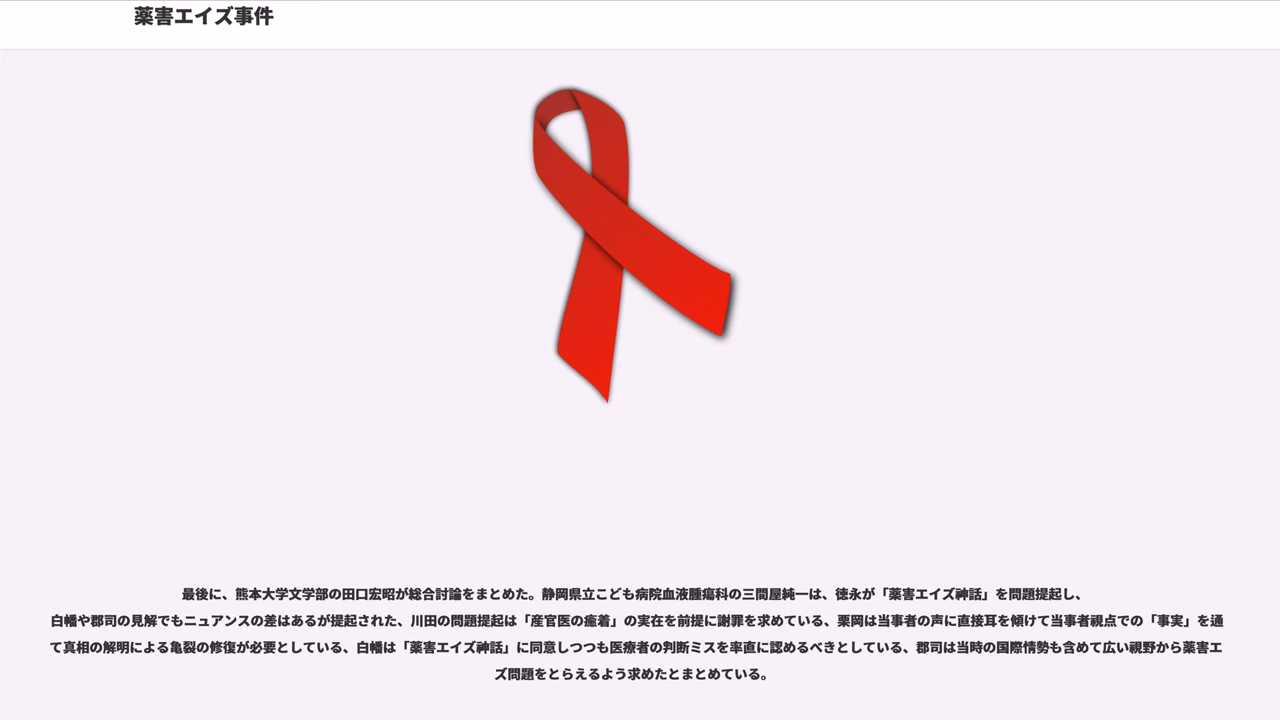 薬害エイズ事件
最後に、熊本大学文学部の田口宏昭が総合討論をまとめた。静岡県立こども病院血液腫瘍科の三間屋純一は、徳永が「薬害エイズ神話」を問題提起し、
白幡や郡司の見解でもニュアンスの差はあるが提起された、川田の問題提起は「産官医の癒着」の実在を前提に謝罪を求めている、栗岡は当事者の声に直接耳を傾けて当事者視点での「事実」を通
て真相の解明による亀裂の修復が必要としている、白幡は「薬害エイズ神話」に同意しつつも医療者の判断ミスを率直に認めるべきとしている、郡司は当時の国際情勢も含めて広い視野から薬害エ
ズ問題をとらえるよう求めたとまとめている。